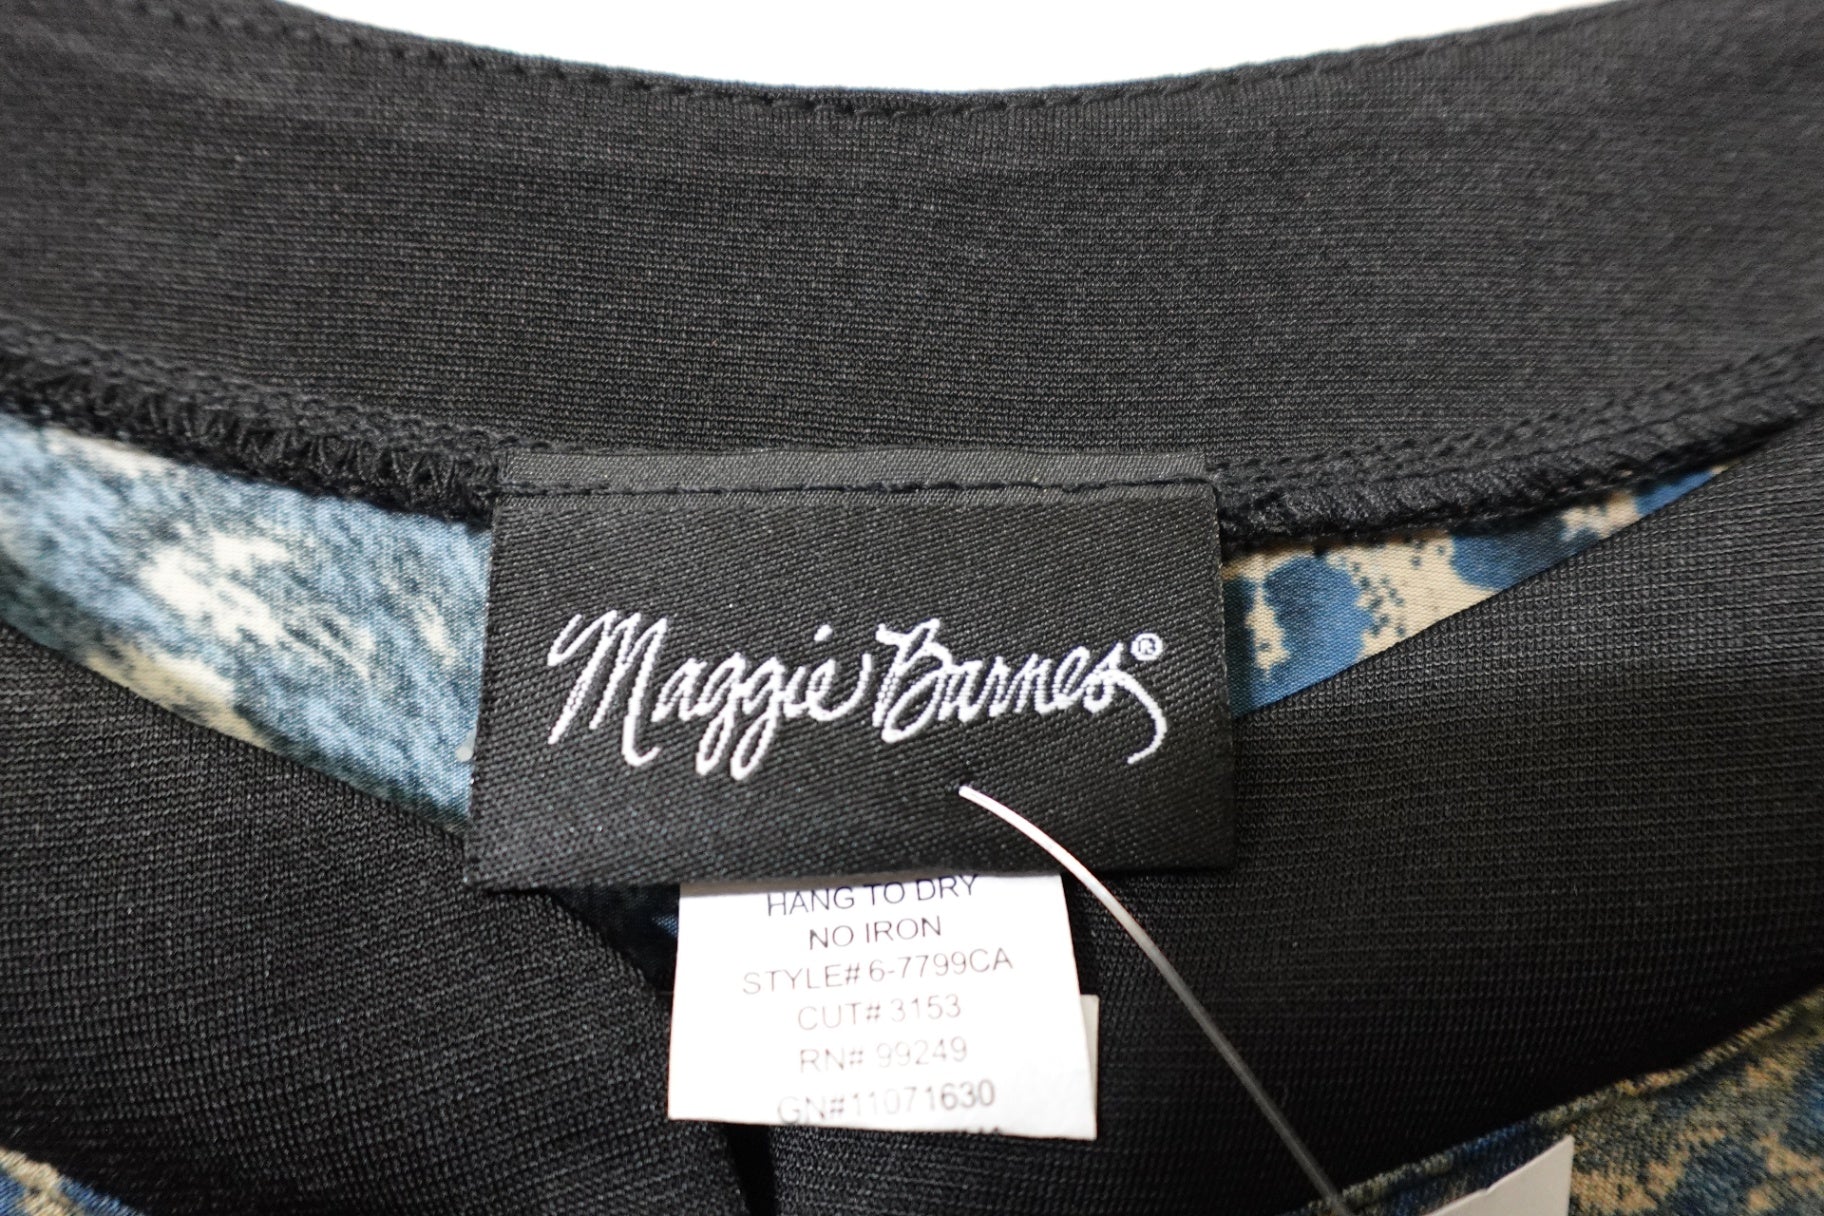 Maggie Barnes®
HANG TO DRY
NO IRON
STYLE# 6-7799CA
CUT# 3153
RN# 99249
GN#11071630